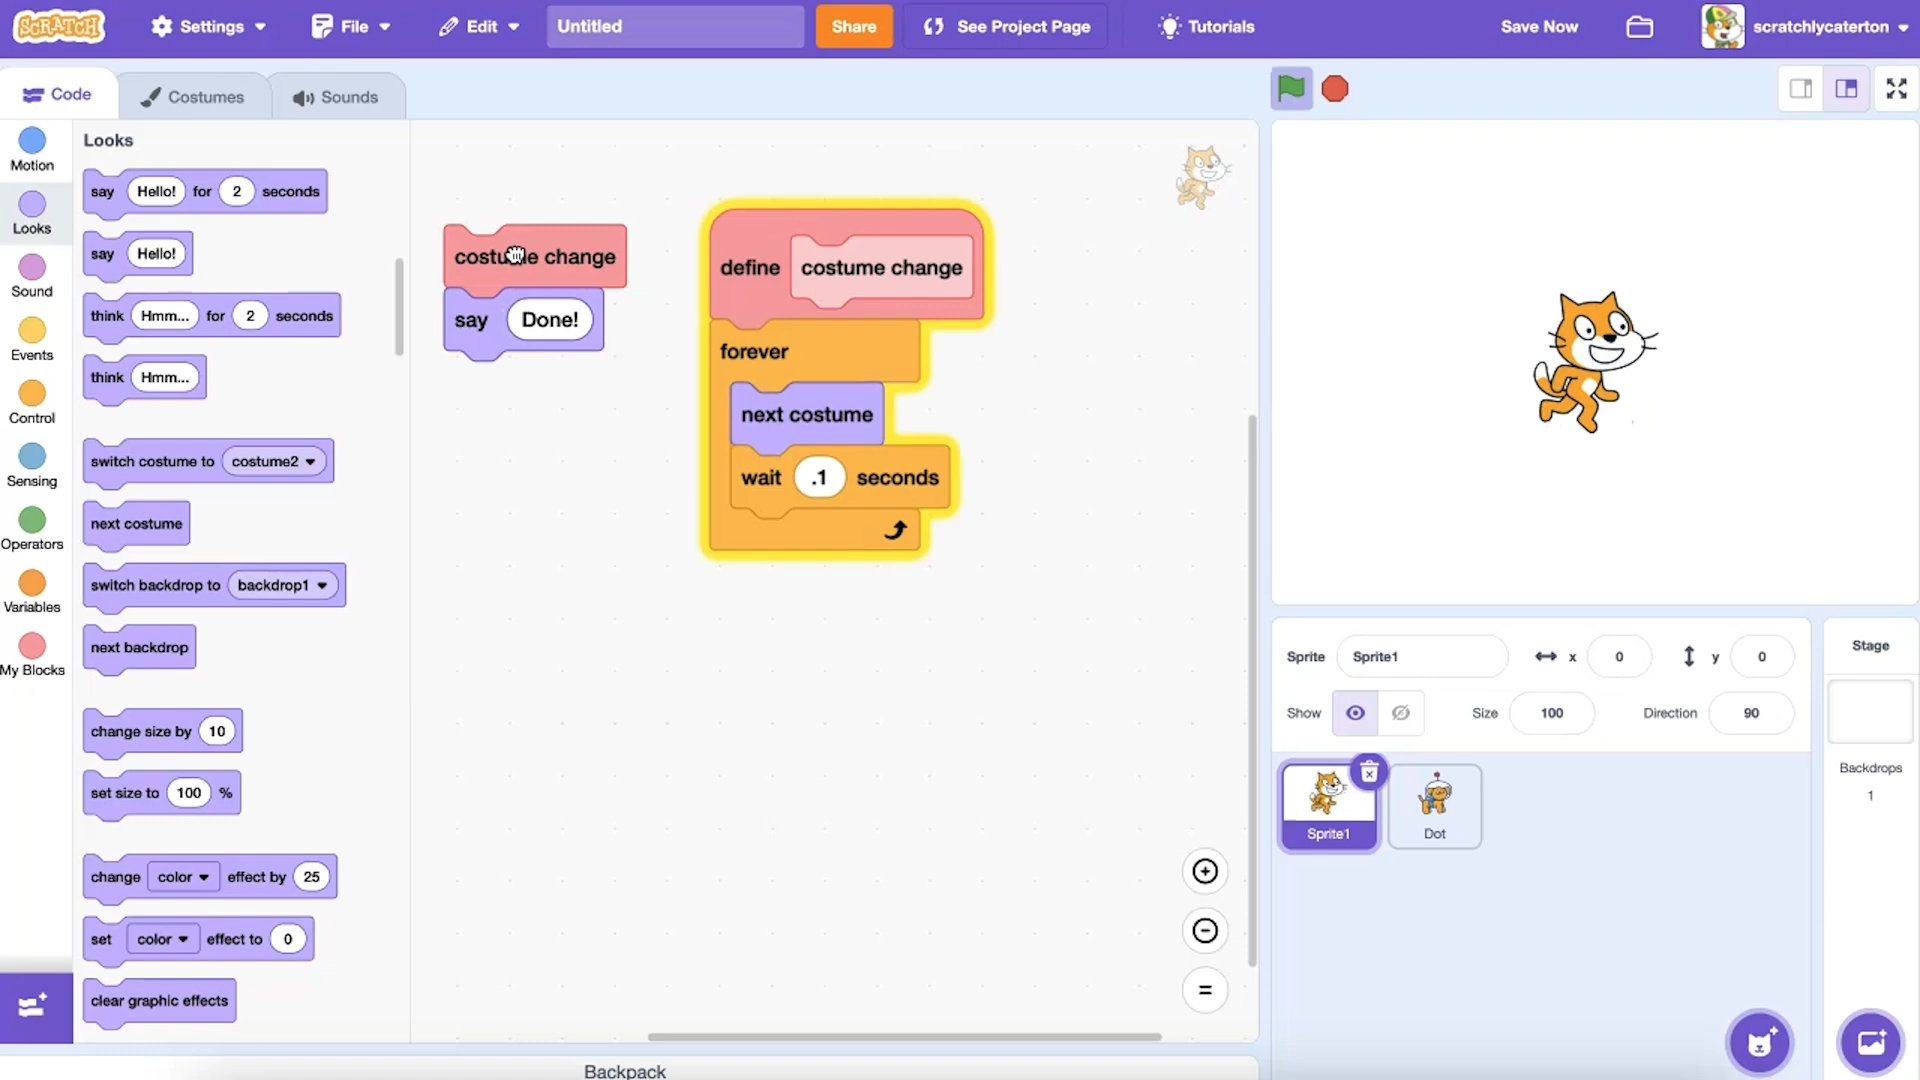 SCRATCH
Settings
File
Edit
Untitled
Share
See Project Page
Tutorials
Save Now
scratchlycaterton
Code
Costumes
Sounds
Motion
Looks
Sound
Events
Control
Sensing
Operators
Variables
My Blocks
Looks
say Hello! for 2 seconds
say Hello!
think Hmm... for 2 seconds
think Hmm...
switch costume to costume2
next costume
switch backdrop to backdrop1
next backdrop
change size by 10
set size to 100 %
change color effect by 25
set color effect to 0
clear graphic effects
costume change
say Done!
define costume change
forever
next costume
wait .1 seconds
Backpack
Sprite Sprite1 x 0 y 0
Show Size 100 Direction 90
Sprite1
Dot
Stage
Backdrops
1